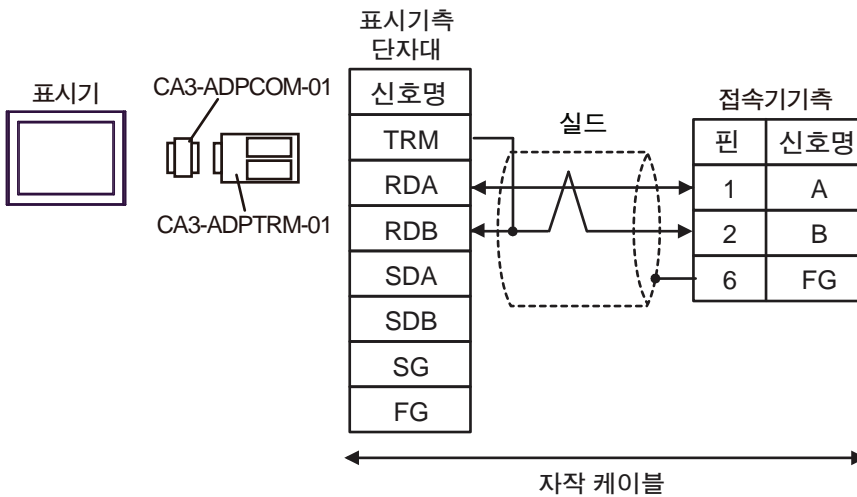 표시기측
단자대
표시기
CA3-ADPCOM-01
CA3-ADPTRM-01
신호명
TRM
RDA
RDB
SDA
SDB
SG
FG
실드
접속기기측
핀 신호명
1 A
2 B
6 FG
자작 케이블